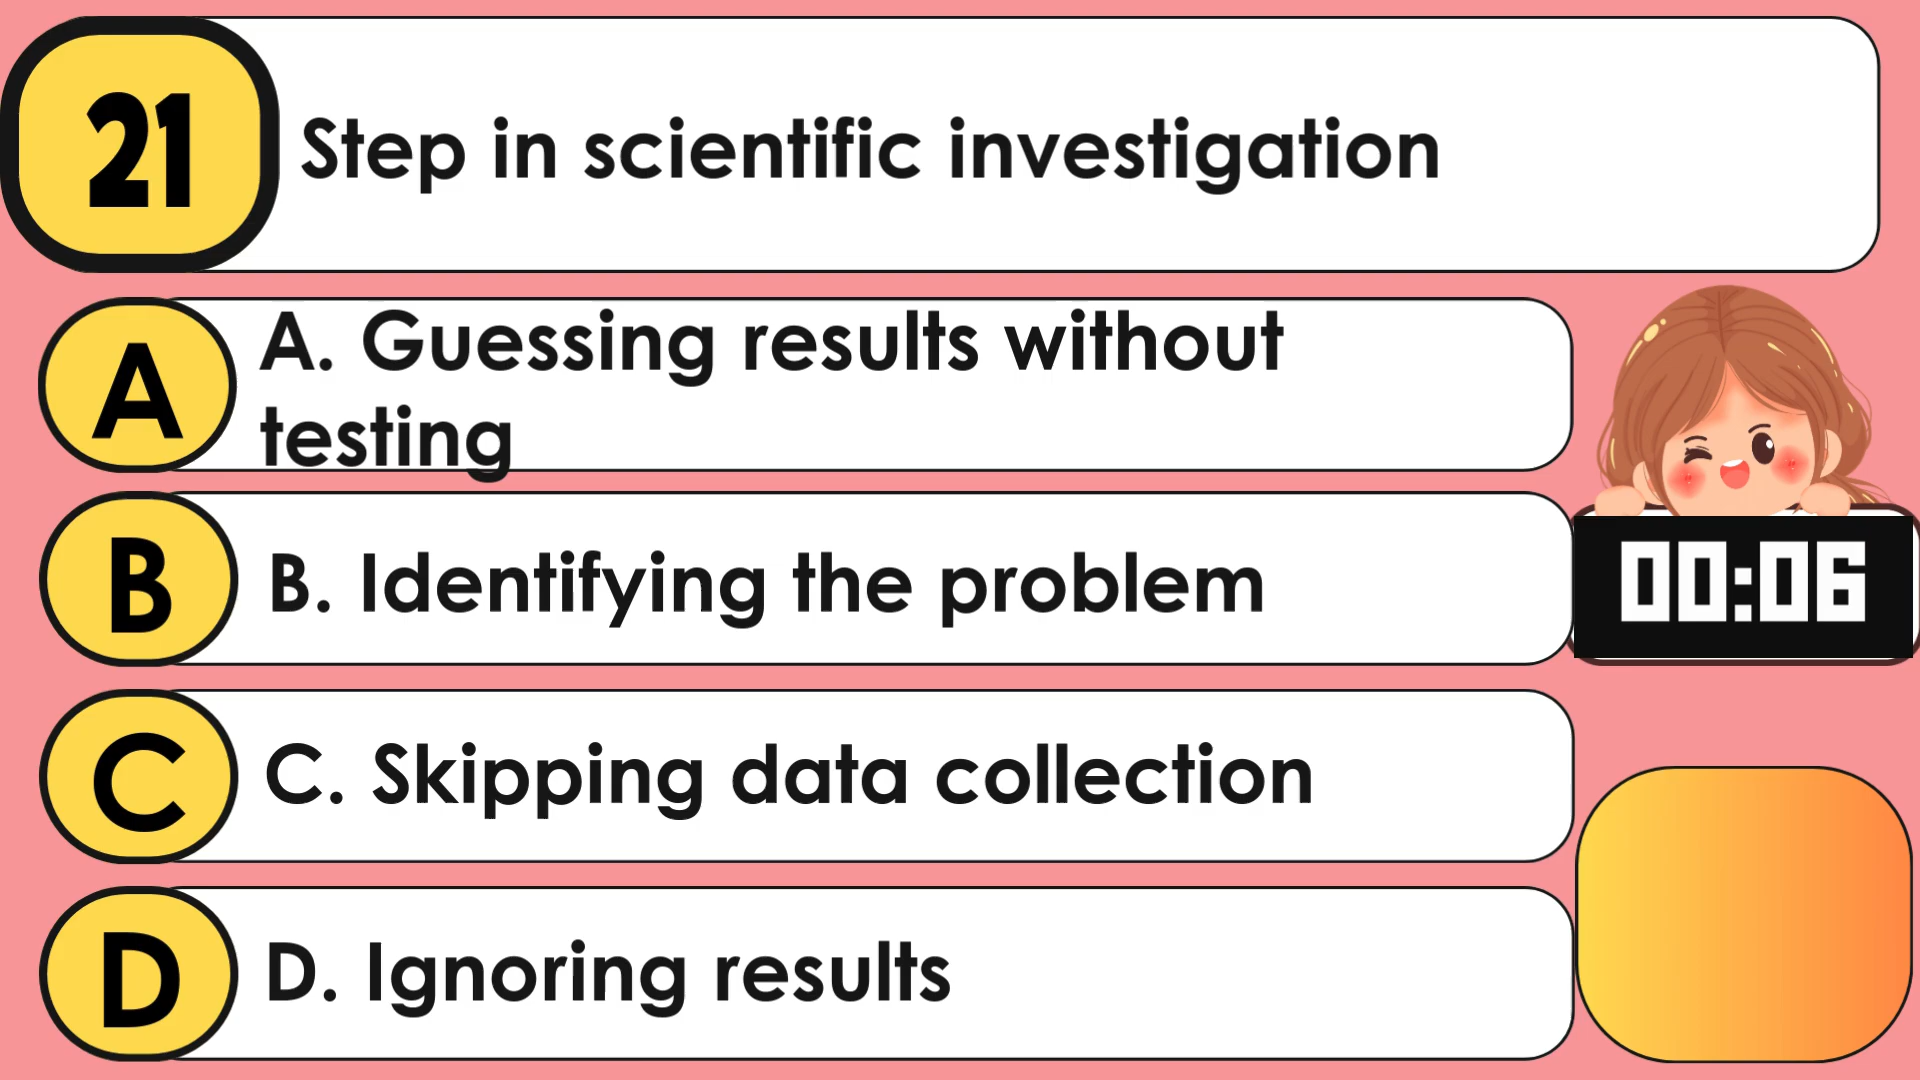 21
Step in scientific investigation
A
A. Guessing results without
testing
B
B. Identifying the problem
00:06
C
C. Skipping data collection
D
D. Ignoring results